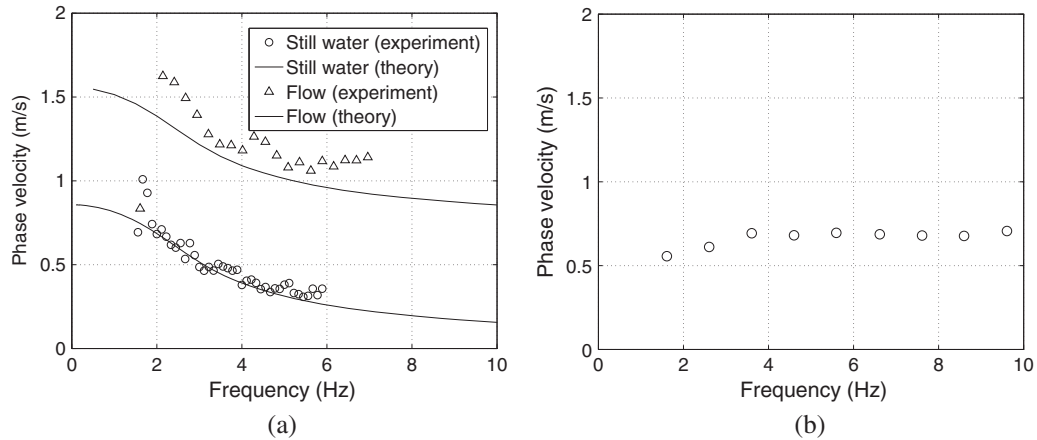 2
1.5
1
0.5
0
Phase velocity (m/s)
Still water (experiment)
Still water (theory)
Flow (experiment)
Flow (theory)
0 2 4 6 8 10
Frequency (Hz)
(a)
2
1.5
1
0.5
0
Phase velocity (m/s)
0 2 4 6 8 10
Frequency (Hz)
(b)